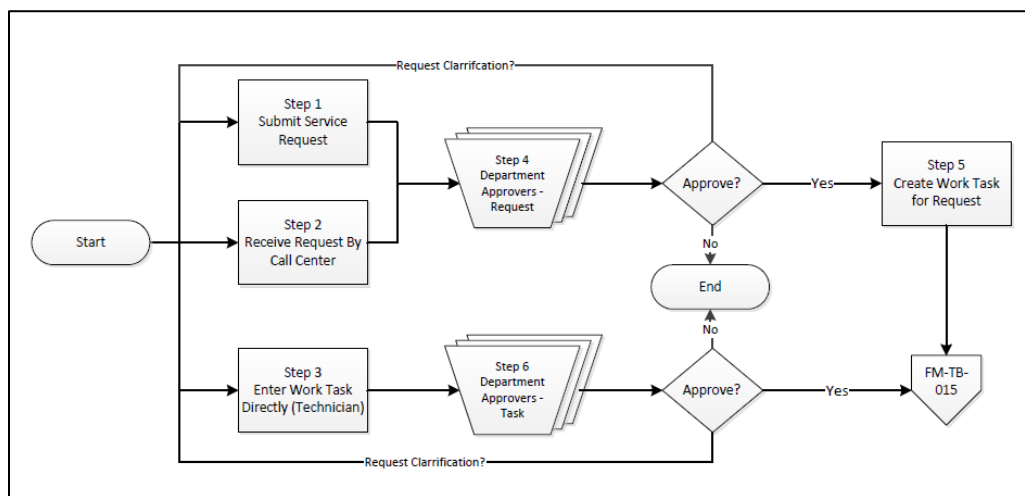 Request Clarrifcation?
Step 1
Submit Service
Request
Step 4
Department
Approvers -
Request
Approve?
Yes
Step 5
Create Work Task
for Request
Start
Step 2
Receive Request By
Call Center
No
End
No
Step 3
Enter Work Task
Directly (Technician)
Step 6
Department
Approvers -
Task
Approve?
Yes
FM-TB-
015
Request Clarrification?